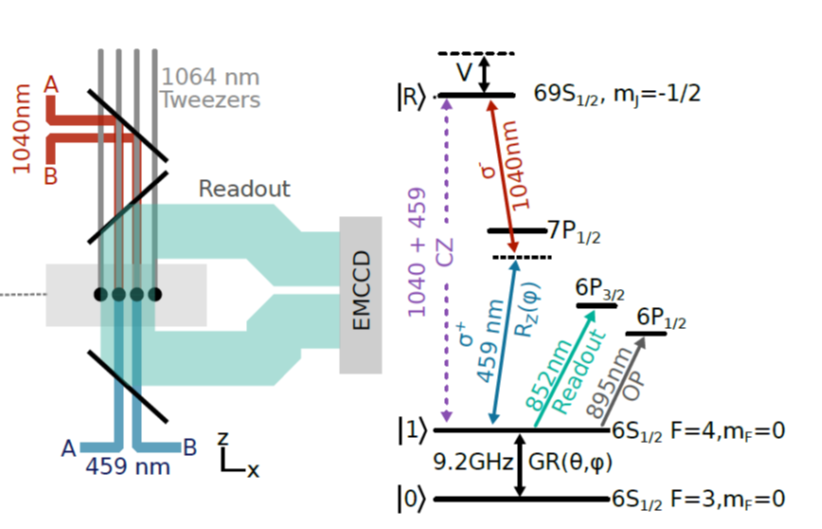 1064 nm
Tweezers
A
1040nm
B
Readout
EMCCD
A
B
459 nm
z
x
V
|R⟩
69S1/2, mJ=-1/2
σ-
1040nm
1040 + 459
CZ
7P1/2
σ+
459 nm
RZ(φ)
6P3/2
6P1/2
852nm
Readout
895nm
OP
|1⟩
6S1/2 F=4,mF=0
9.2GHz
GR(θ,φ)
|0⟩
6S1/2 F=3,mF=0